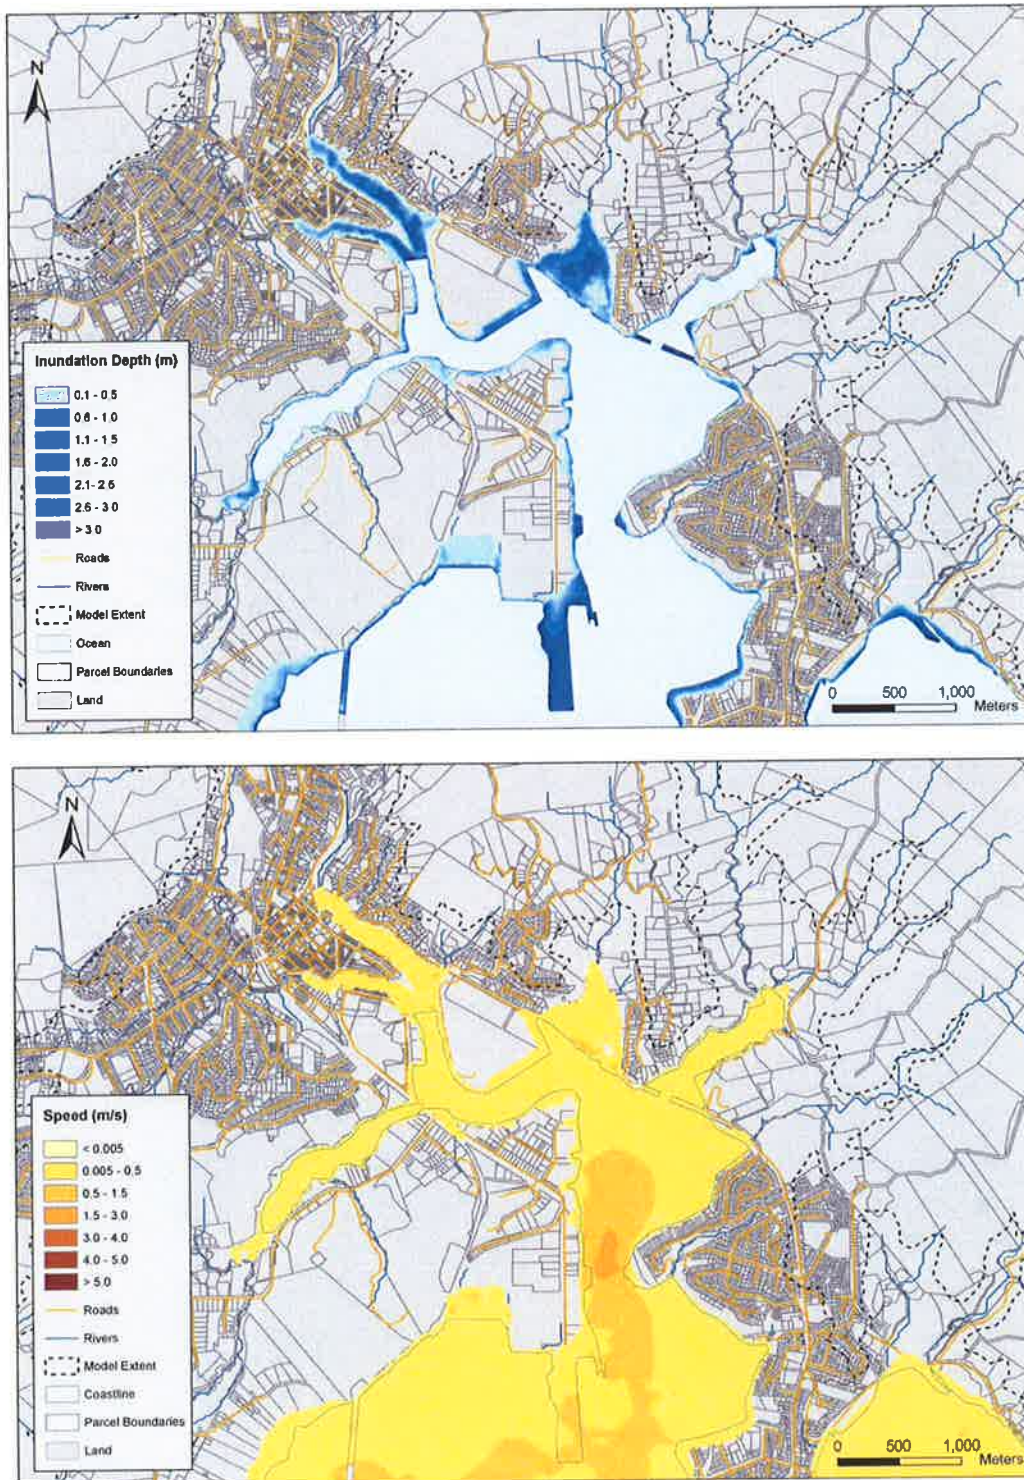 N
Inundation Depth (m)
0.1 - 0.5
0.6 - 1.0
1.1 - 1.5
1.6 - 2.0
2.1 - 2.5
2.6 - 3.0
> 3.0
Roads
Rivers
Model Extent
Ocean
Parcel Boundaries
Land
0 500 1,000
Meters
N
Speed (m/s)
< 0.005
0.005 - 0.5
0.5 - 1.5
1.5 - 3.0
3.0 - 4.0
4.0 - 5.0
> 5.0
Roads
Rivers
Model Extent
Coastline
Parcel Boundaries
Land
0 500 1,000
Meters